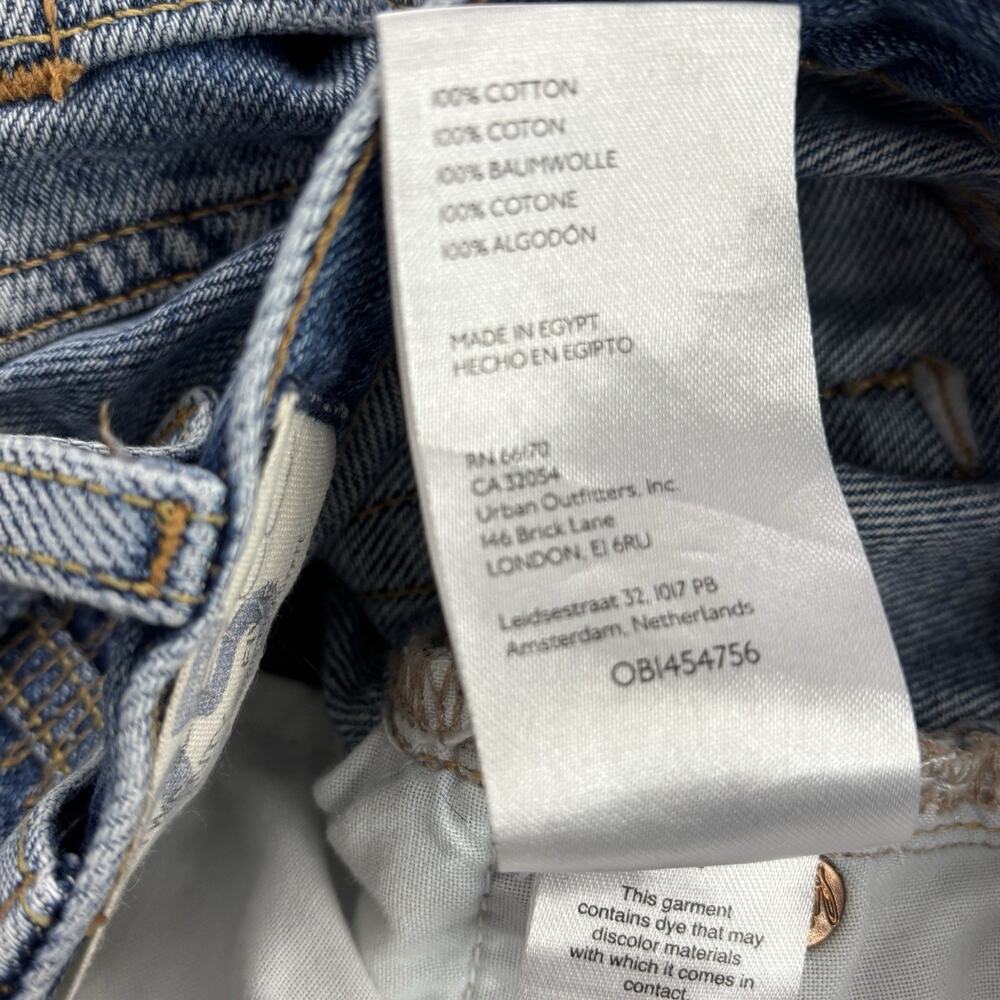 100% COTTON
100% COTON
100% BAUMWOLLE
100% COTONE
100% ALGODÓN
MADE IN EGYPT
HECHO EN EGIPTO
RN 66170
CA 32054
Urban Outfitters, Inc.
146 Brick Lane
LONDON, E1 6RU
Leidsestraat 32, 1017 PB
Amsterdam, Netherlands
OB1454756
This garment
contains dye that may
discolor materials
with which it comes in
contact.